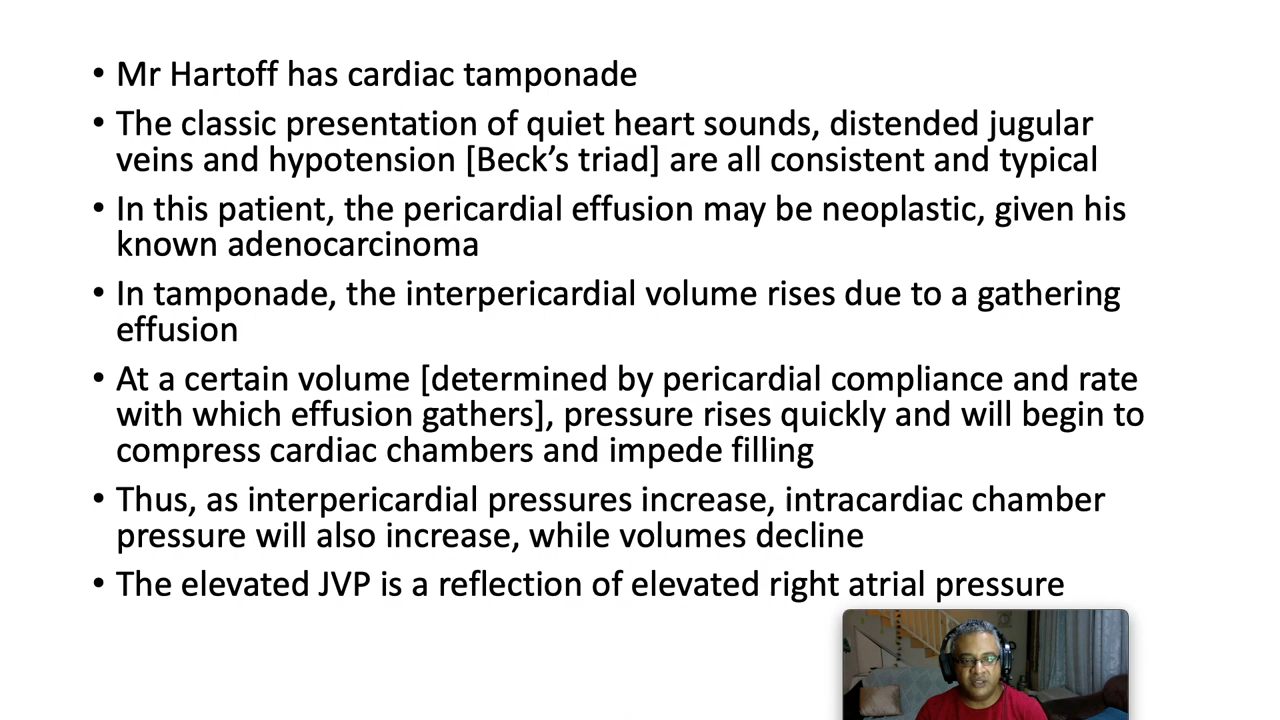 • Mr Hartoff has cardiac tamponade
• The classic presentation of quiet heart sounds, distended jugular
veins and hypotension [Beck’s triad] are all consistent and typical
• In this patient, the pericardial effusion may be neoplastic, given his
known adenocarcinoma
• In tamponade, the interpericardial volume rises due to a gathering
effusion
• At a certain volume [determined by pericardial compliance and rate
with which effusion gathers], pressure rises quickly and will begin to
compress cardiac chambers and impede filling
• Thus, as interpericardial pressures increase, intracardiac chamber
pressure will also increase, while volumes decline
• The elevated JVP is a reflection of elevated right atrial pressure